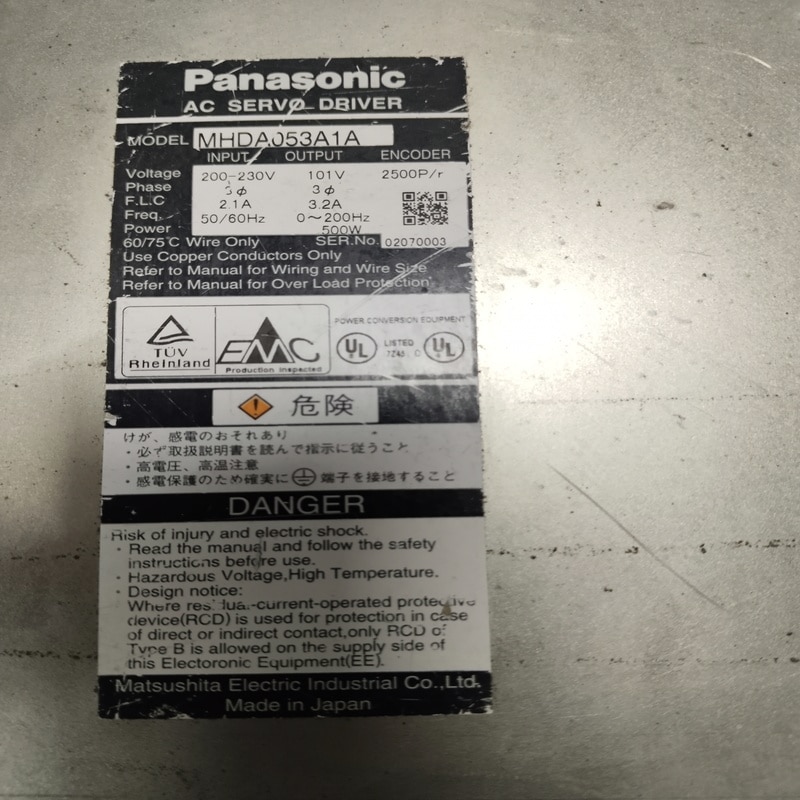 Panasonic
AC SERVO DRIVER
MODEL MHDA053A1A
INPUT OUTPUT ENCODER
Voltage 200-230V 101V 2500P/r
Phase 3φ 3φ
F.L.C 2.1A 3.2A
Freq. 50/60Hz 0～200Hz
Power 500W
60/75℃ Wire Only SER.No. 02070003
Use Copper Conductors Only
Refer to Manual for Wiring and Wire Size
Refer to Manual for Over Load Protection
TÜV
Rheinland
EMC
Production Inspected
POWER CONVERSION EQUIPMENT
UL LISTED UL
危険
けが、感電のおそれあり
・必ず取扱説明書を読んで指示に従うこと
・高電圧、高温注意
・感電保護のため確実に端子を接地すること
DANGER
Risk of injury and electric shock.
・Read the manual and follow the safety
instructions before use.
・Hazardous Voltage,High Temperature.
・Design notice:
Where residual-current-operated protective
device(RCD) is used for protection in case
of direct or indirect contact,only RCD of
Type B is allowed on the supply side of
this Electoronic Equipment(EE).
Matsushita Electric Industrial Co.,Ltd.
Made in Japan